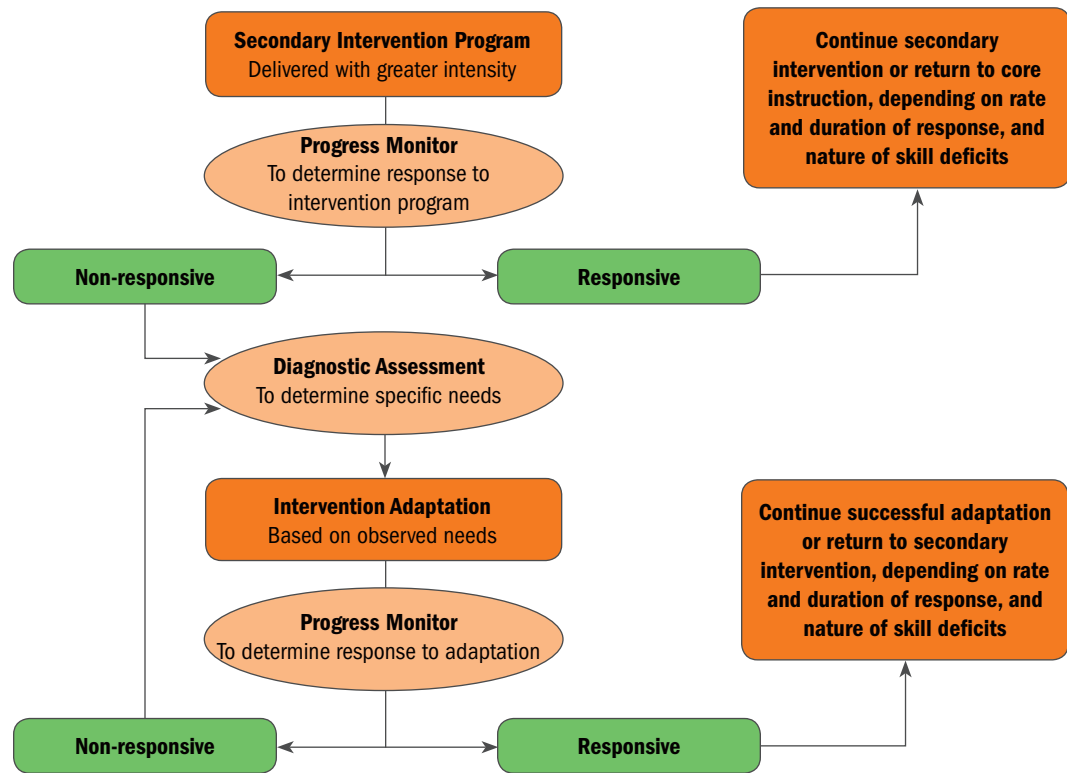 Secondary Intervention Program
Delivered with greater intensity
Continue secondary
intervention or return to core
instruction, depending on rate
and duration of response, and
nature of skill deficits
Progress Monitor
To determine response to
intervention program
Non-responsive
Responsive
Diagnostic Assessment
To determine specific needs
Intervention Adaptation
Based on observed needs
Continue successful adaptation
or return to secondary
intervention, depending on rate
and duration of response, and
nature of skill deficits
Progress Monitor
To determine response to adaptation
Non-responsive
Responsive